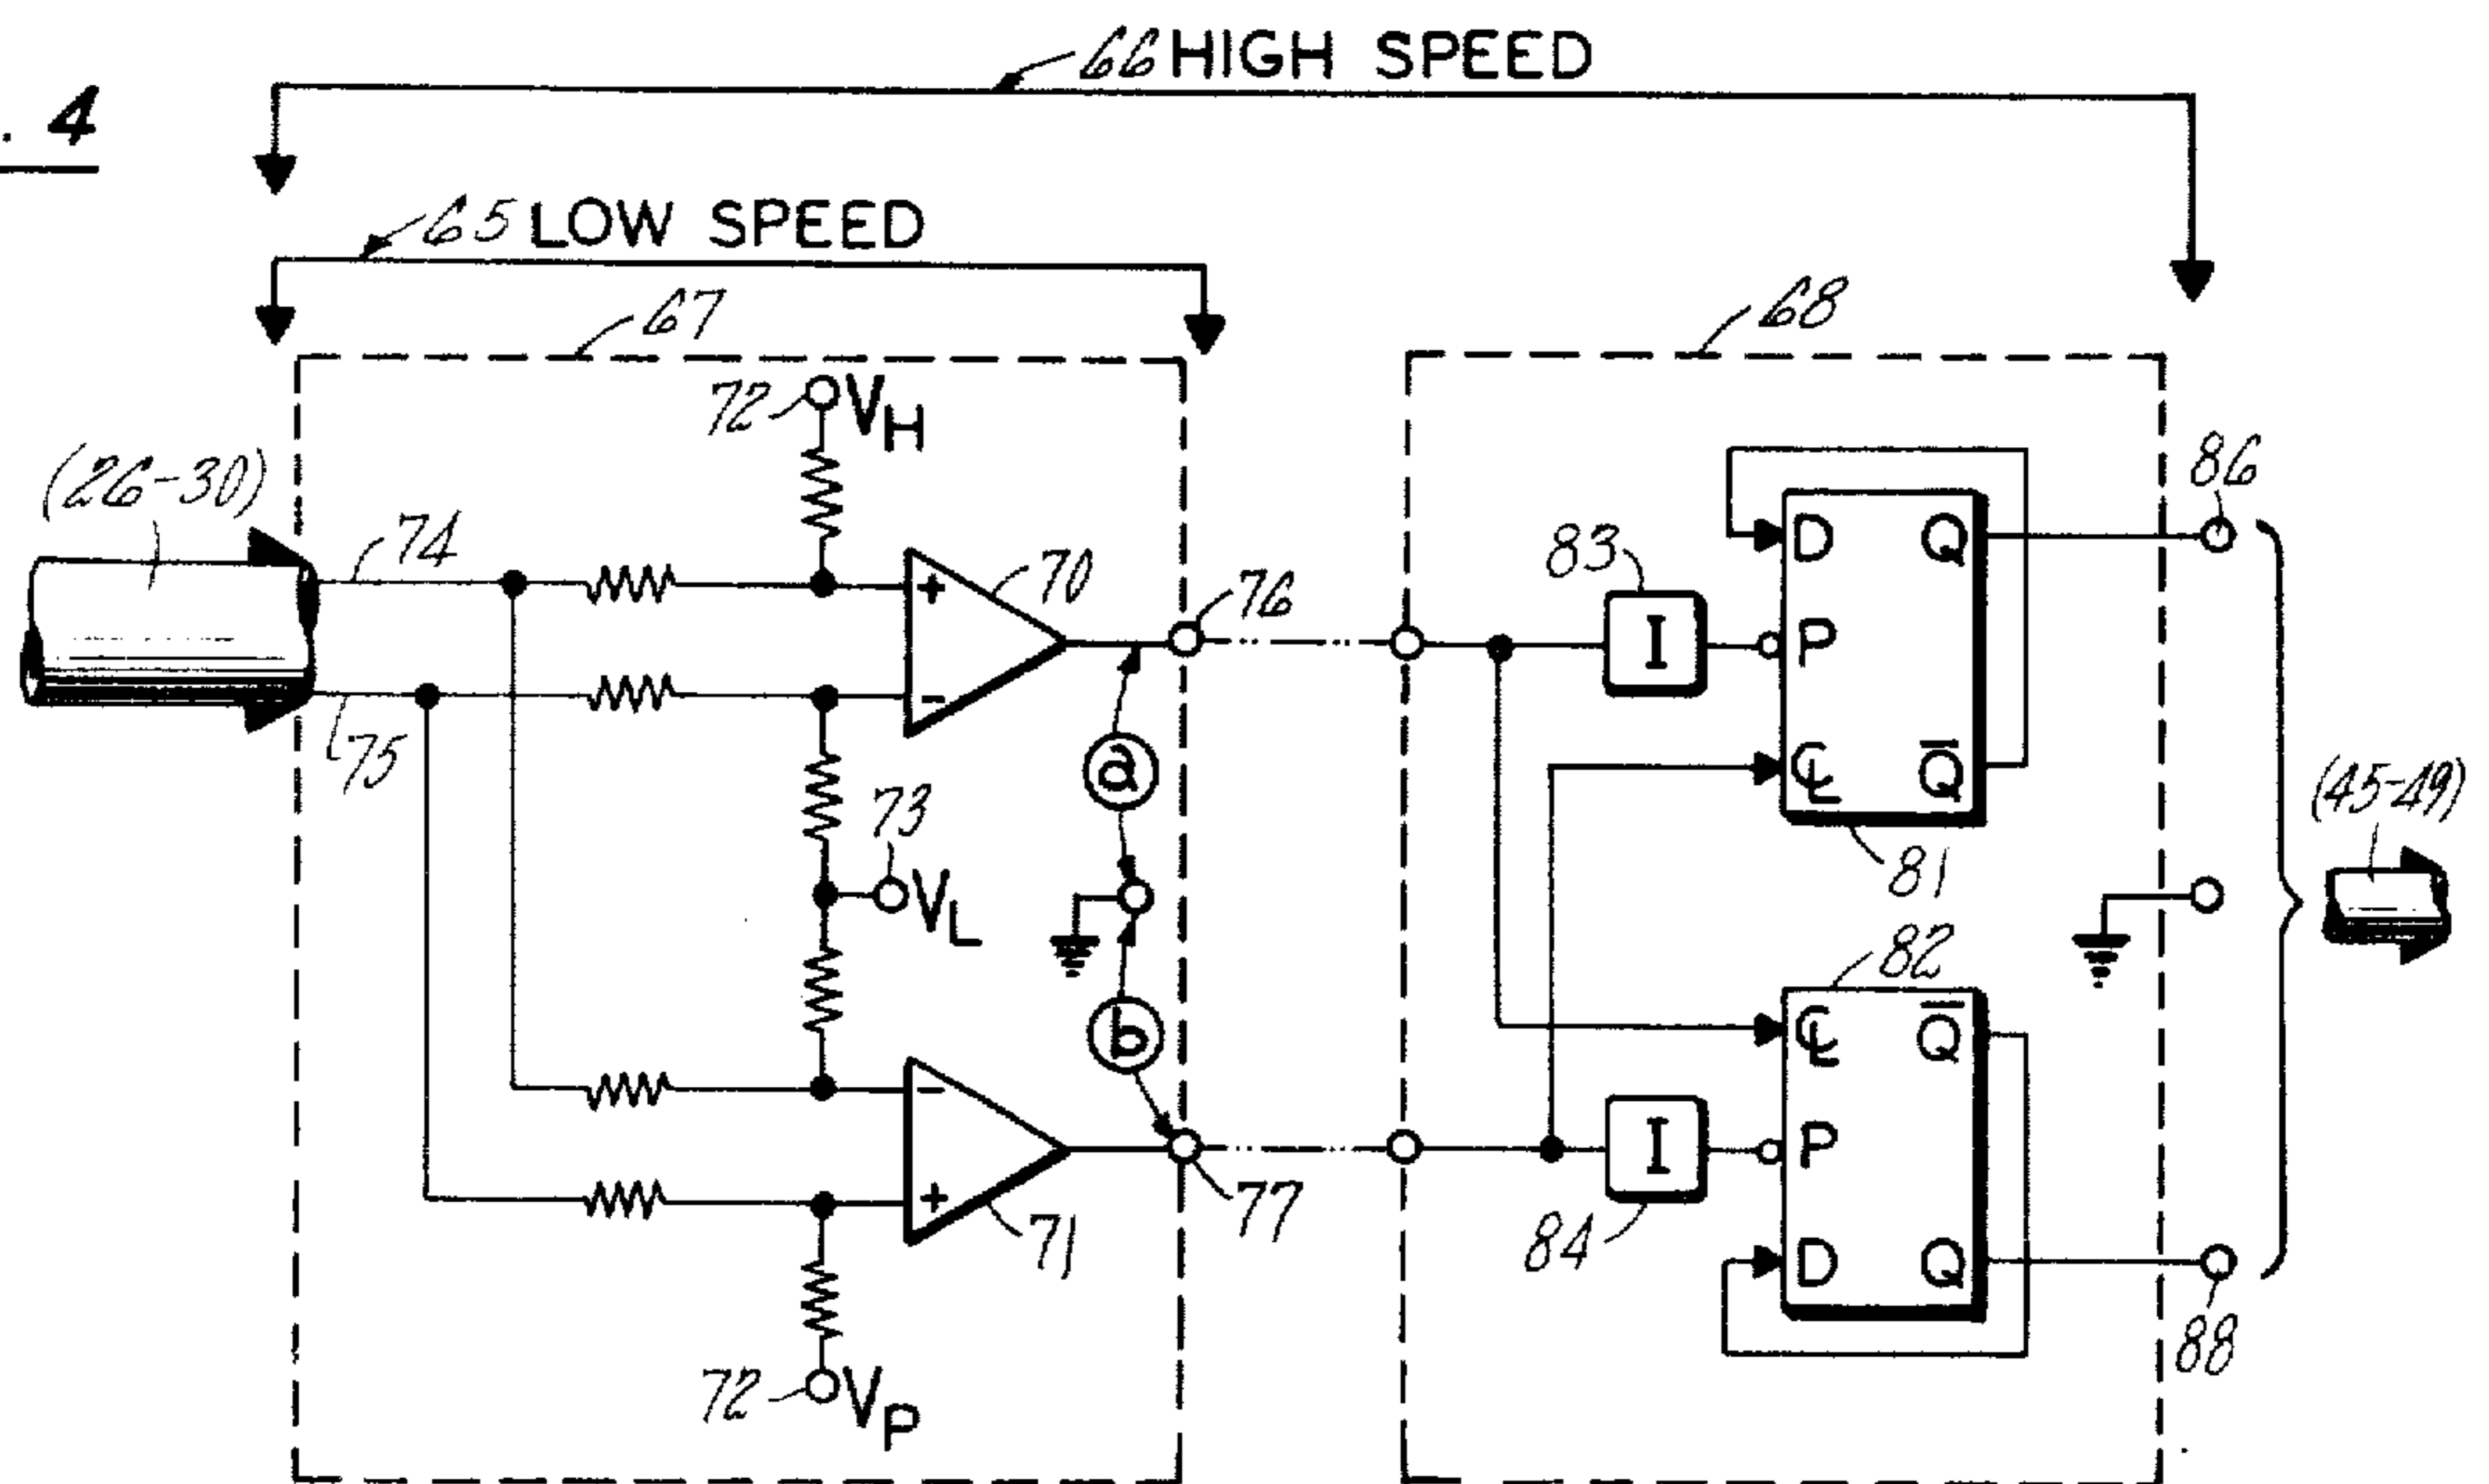 . 4
66 HIGH SPEED
65 LOW SPEED
67
68
72 VH
(26-30)
74
70
76
83
D Q
86
I
P
+
-
75
a
73
VL
CL Q̅
81
(45-49)
82
b
CL Q̅
-
+
71
77
I
P
84
D Q
88
72 VP